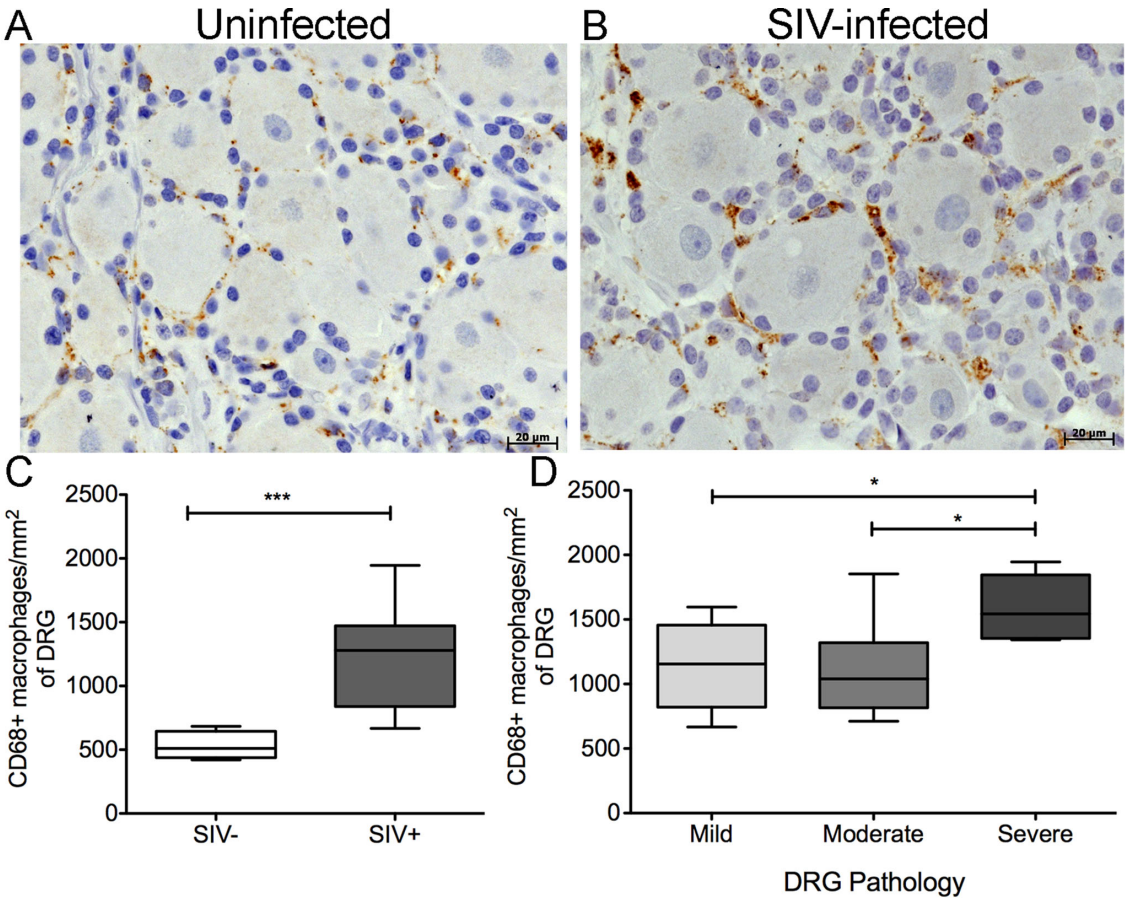 A Uninfected
B SIV-infected
20 µm
20 µm
C
CD68+ macrophages/mm2
of DRG
2500
2000
1500
1000
500
0
***
SIV-
SIV+
D
CD68+ macrophages/mm2
of DRG
2500
2000
1500
1000
500
0
*
*
Mild
Moderate
Severe
DRG Pathology